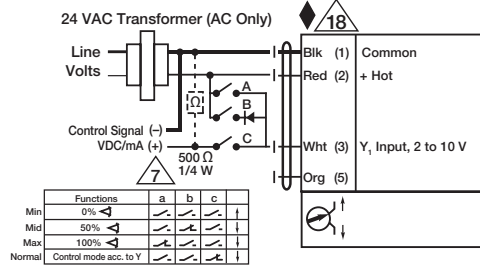 24 VAC Transformer (AC Only)
18
Line
Volts
Blk (1) Common
Red (2) + Hot
A
Ω
B
Control Signal (–)
VDC/mA (+)
C
Wht (3) Y1 Input, 2 to 10 V
500 Ω
1/4 W
7
Org (5)
Functions a b c
Min 0%
Mid 50%
Max 100%
Normal Control mode acc. to Y